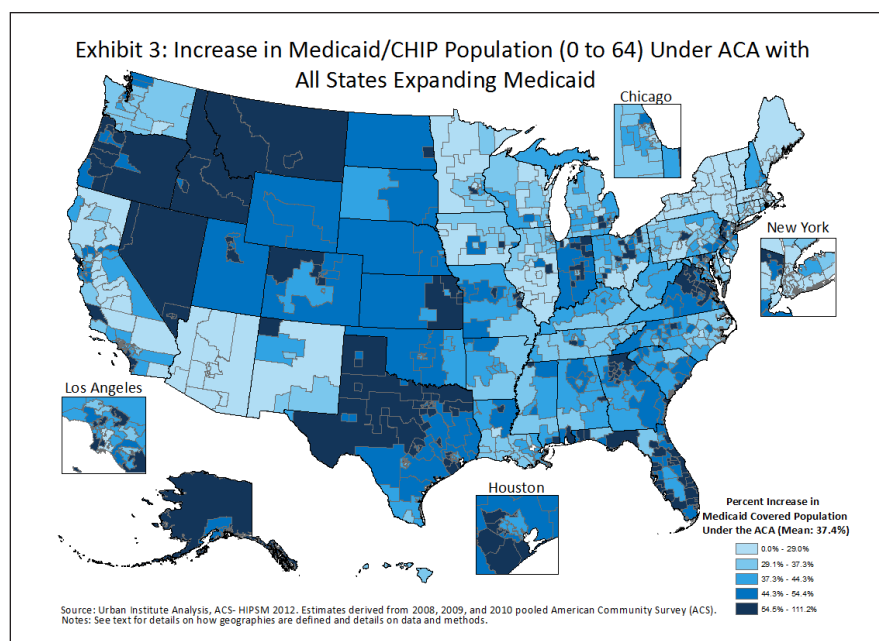 Exhibit 3: Increase in Medicaid/CHIP Population (0 to 64) Under ACA with
All States Expanding Medicaid
Chicago
New York
Los Angeles
Houston
Percent Increase in
Medicaid Covered Population
Under the ACA (Mean: 37.4%)
0.0% - 29.0%
29.1% - 37.3%
37.3% - 44.3%
44.3% - 54.4%
54.5% - 111.2%
Source: Urban Institute Analysis, ACS- HIPSM 2012. Estimates derived from 2008, 2009, and 2010 pooled American Community Survey (ACS).
Notes: See text for details on how geographies are defined and details on data and methods.